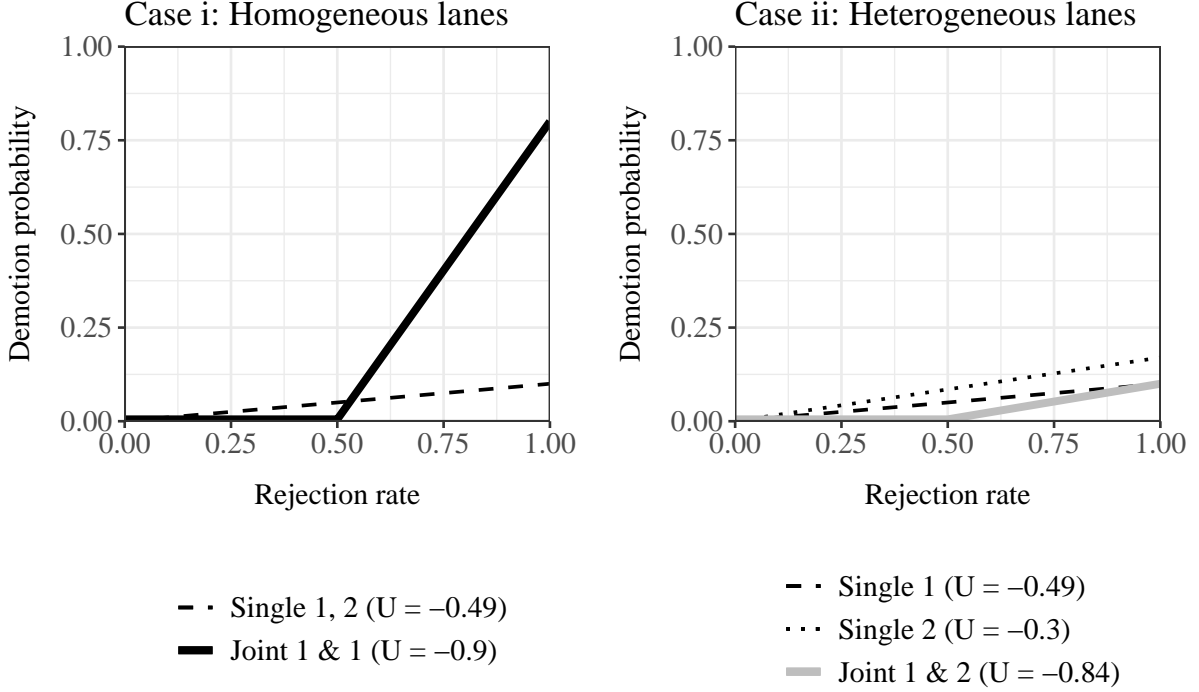 Case i: Homogeneous lanes
1.00
0.75
0.50
0.25
0.00
Demotion probability
0.00 0.25 0.50 0.75 1.00
Rejection rate
Single 1, 2 (U = −0.49)
Joint 1 & 1 (U = −0.9)
Case ii: Heterogeneous lanes
1.00
0.75
0.50
0.25
0.00
Demotion probability
0.00 0.25 0.50 0.75 1.00
Rejection rate
Single 1 (U = −0.49)
Single 2 (U = −0.3)
Joint 1 & 2 (U = −0.84)